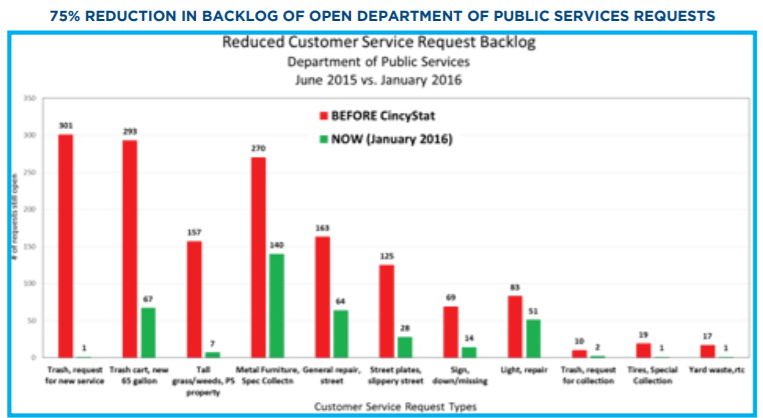 75% REDUCTION IN BACKLOG OF OPEN DEPARTMENT OF PUBLIC SERVICES REQUESTS
Reduced Customer Service Request Backlog
Department of Public Services
June 2015 vs. January 2016
350
300
250
200
150
100
50
0
# of requests still open
BEFORE CincyStat
NOW (January 2016)
301
1
293
67
157
7
270
140
163
64
125
28
69
14
83
51
10
2
19
1
17
1
Trash, request
for new service
Trash cart, new
65 gallon
Tall
grass/weeds, PS
property
Metal Furniture,
Spec Collectn
General repair,
street
Street plates,
slippery street
Sign,
down/missing
Light, repair
Trash, request
for collection
Tires, Special
Collection
Yard waste,rtc
Customer Service Request Types